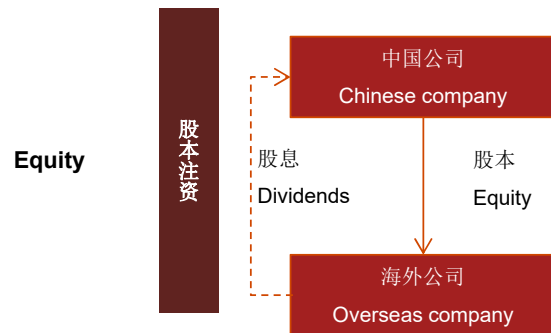 Equity
股本注资
中国公司
Chinese company
股息
Dividends
股本
Equity
海外公司
Overseas company